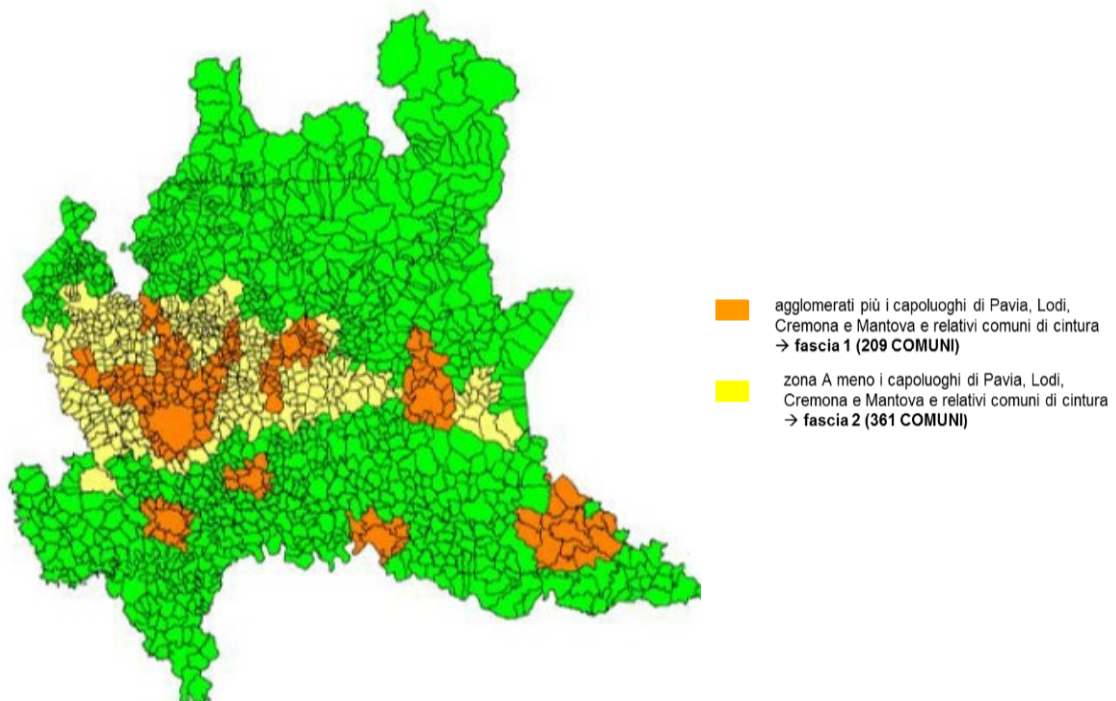 agglomerati più i capoluoghi di Pavia, Lodi,
Cremona e Mantova e relativi comuni di cintura
→ fascia 1 (209 COMUNI)
zona A meno i capoluoghi di Pavia, Lodi,
Cremona e Mantova e relativi comuni di cintura
→ fascia 2 (361 COMUNI)